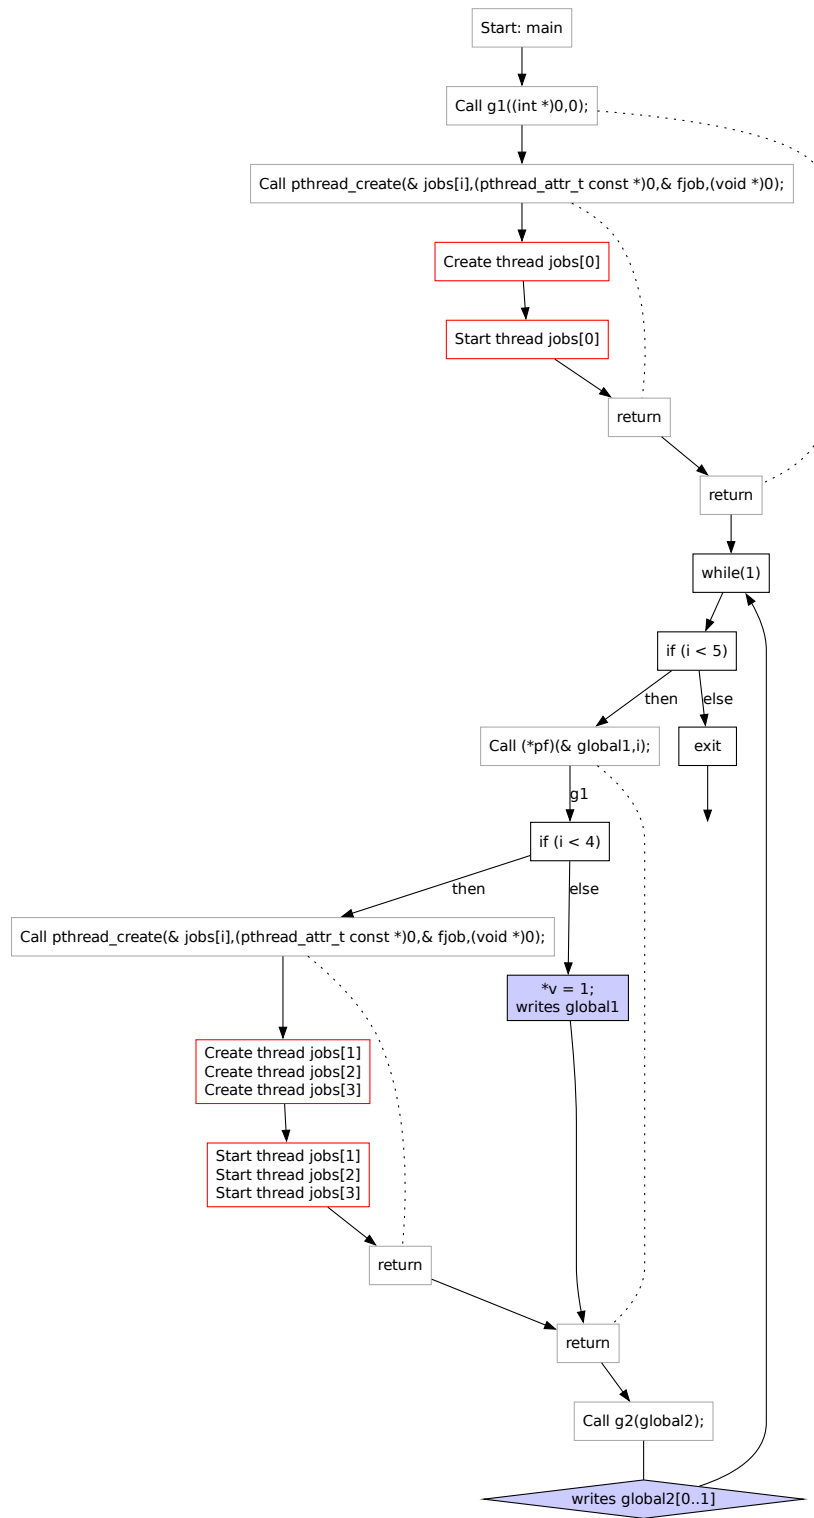 Start: main
Call g1((int *)0,0);
Call pthread_create(& jobs[i],(pthread_attr_t const *)0,& fjob,(void *)0);
Create thread jobs[0]
Start thread jobs[0]
return
return
while(1)
if (i < 5)
then
else
Call (*pf)(& global1,i);
exit
g1
if (i < 4)
then
else
Call pthread_create(& jobs[i],(pthread_attr_t const *)0,& fjob,(void *)0);
*v = 1;
writes global1
Create thread jobs[1]
Create thread jobs[2]
Create thread jobs[3]
Start thread jobs[1]
Start thread jobs[2]
Start thread jobs[3]
return
return
Call g2(global2);
writes global2[0..1]